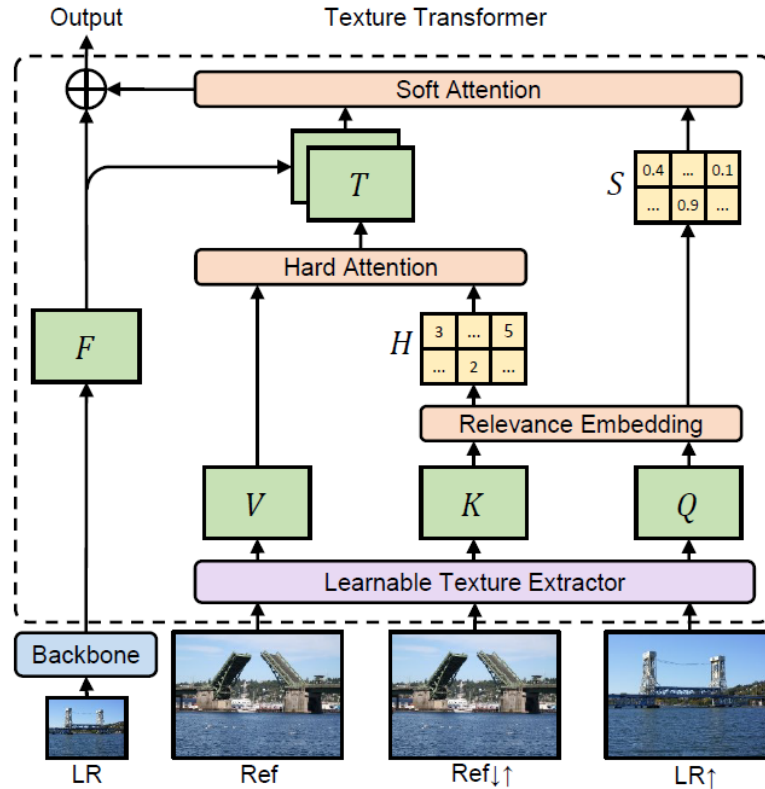 Output
Texture Transformer
Soft Attention
T
S
0.4 ... 0.1
... 0.9 ...
Hard Attention
F
H
3 ... 5
... 2 ...
Relevance Embedding
V
K
Q
Learnable Texture Extractor
Backbone
LR
Ref
Ref↓↑
LR↑